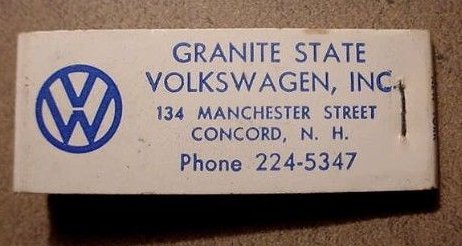 GRANITE STATE
VOLKSWAGEN, INC.
134 MANCHESTER STREET
CONCORD, N. H.
Phone 224-5347